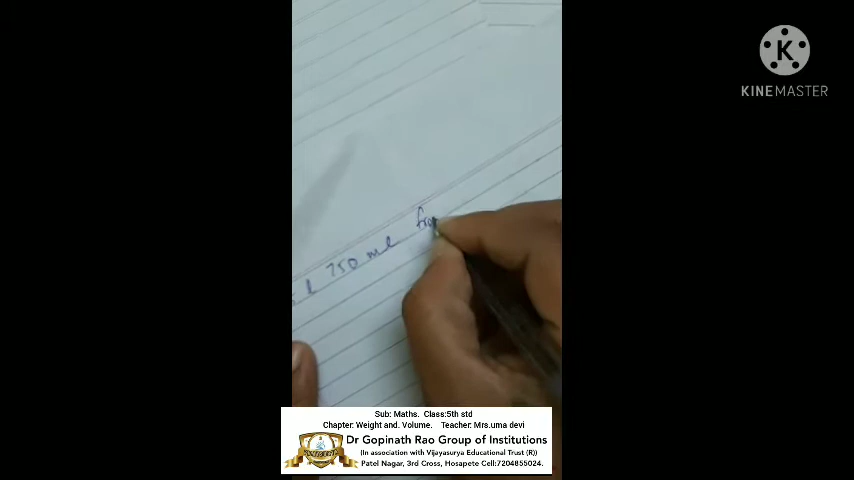 K
KINEMASTER
l 750 ml fro
Sub: Maths. Class:5th std
Chapter: Weight and. Volume. Teacher: Mrs.uma devi
Dr Gopinath Rao Group of Institutions
(In association with Vijayasurya Educational Trust (R))
Patel Nagar, 3rd Cross, Hosapete Cell:7204855024.